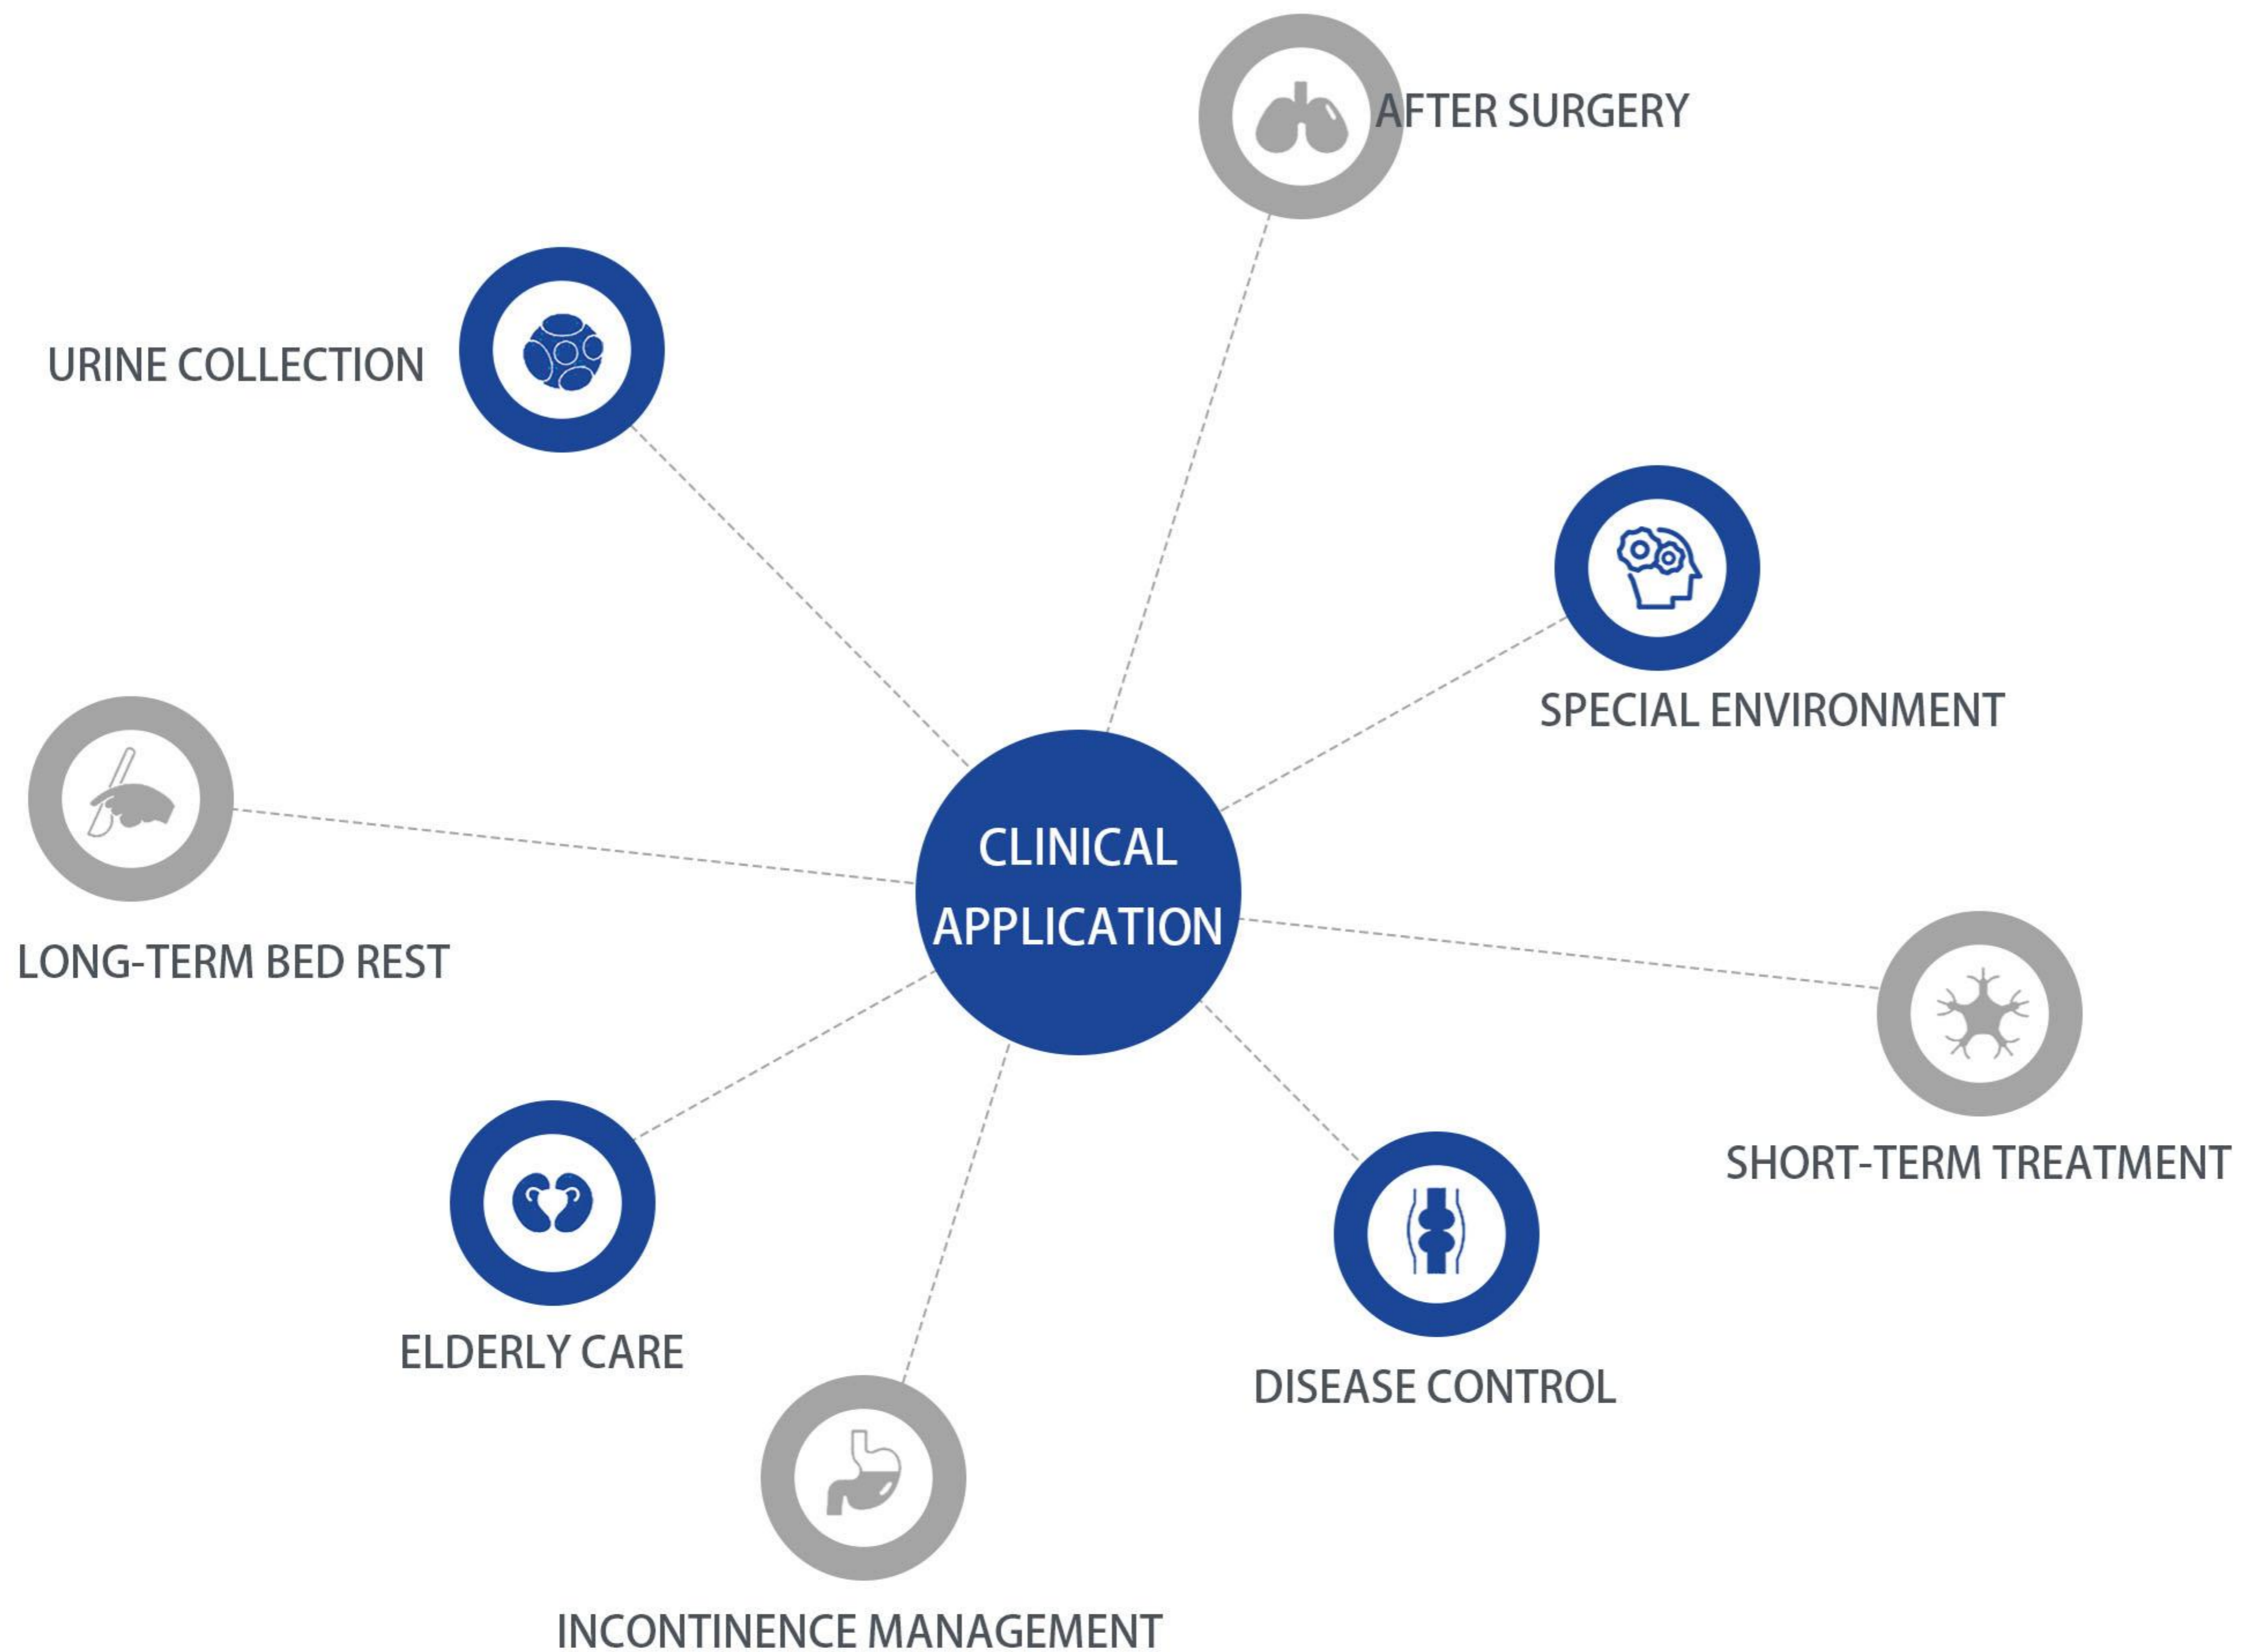 AFTER SURGERY
URINE COLLECTION
SPECIAL ENVIRONMENT
CLINICAL
APPLICATION
LONG-TERM BED REST
SHORT-TERM TREATMENT
ELDERLY CARE
DISEASE CONTROL
INCONTINENCE MANAGEMENT